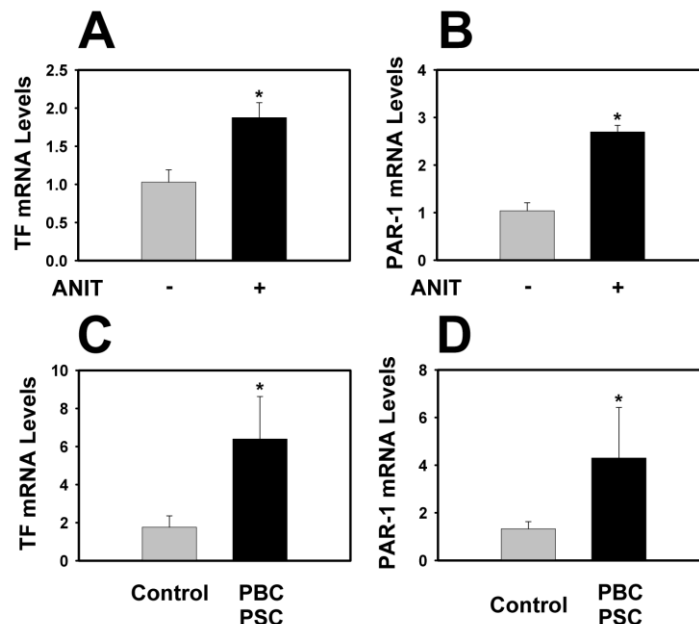 A
TF mRNA Levels
2.5
2.0
1.5
1.0
0.5
0.0
*
ANIT - +
B
PAR-1 mRNA Levels
4
3
2
1
0
*
ANIT - +
C
TF mRNA Levels
10
8
6
4
2
0
*
Control PBC
PSC
D
PAR-1 mRNA Levels
8
6
4
2
0
*
Control PBC
PSC